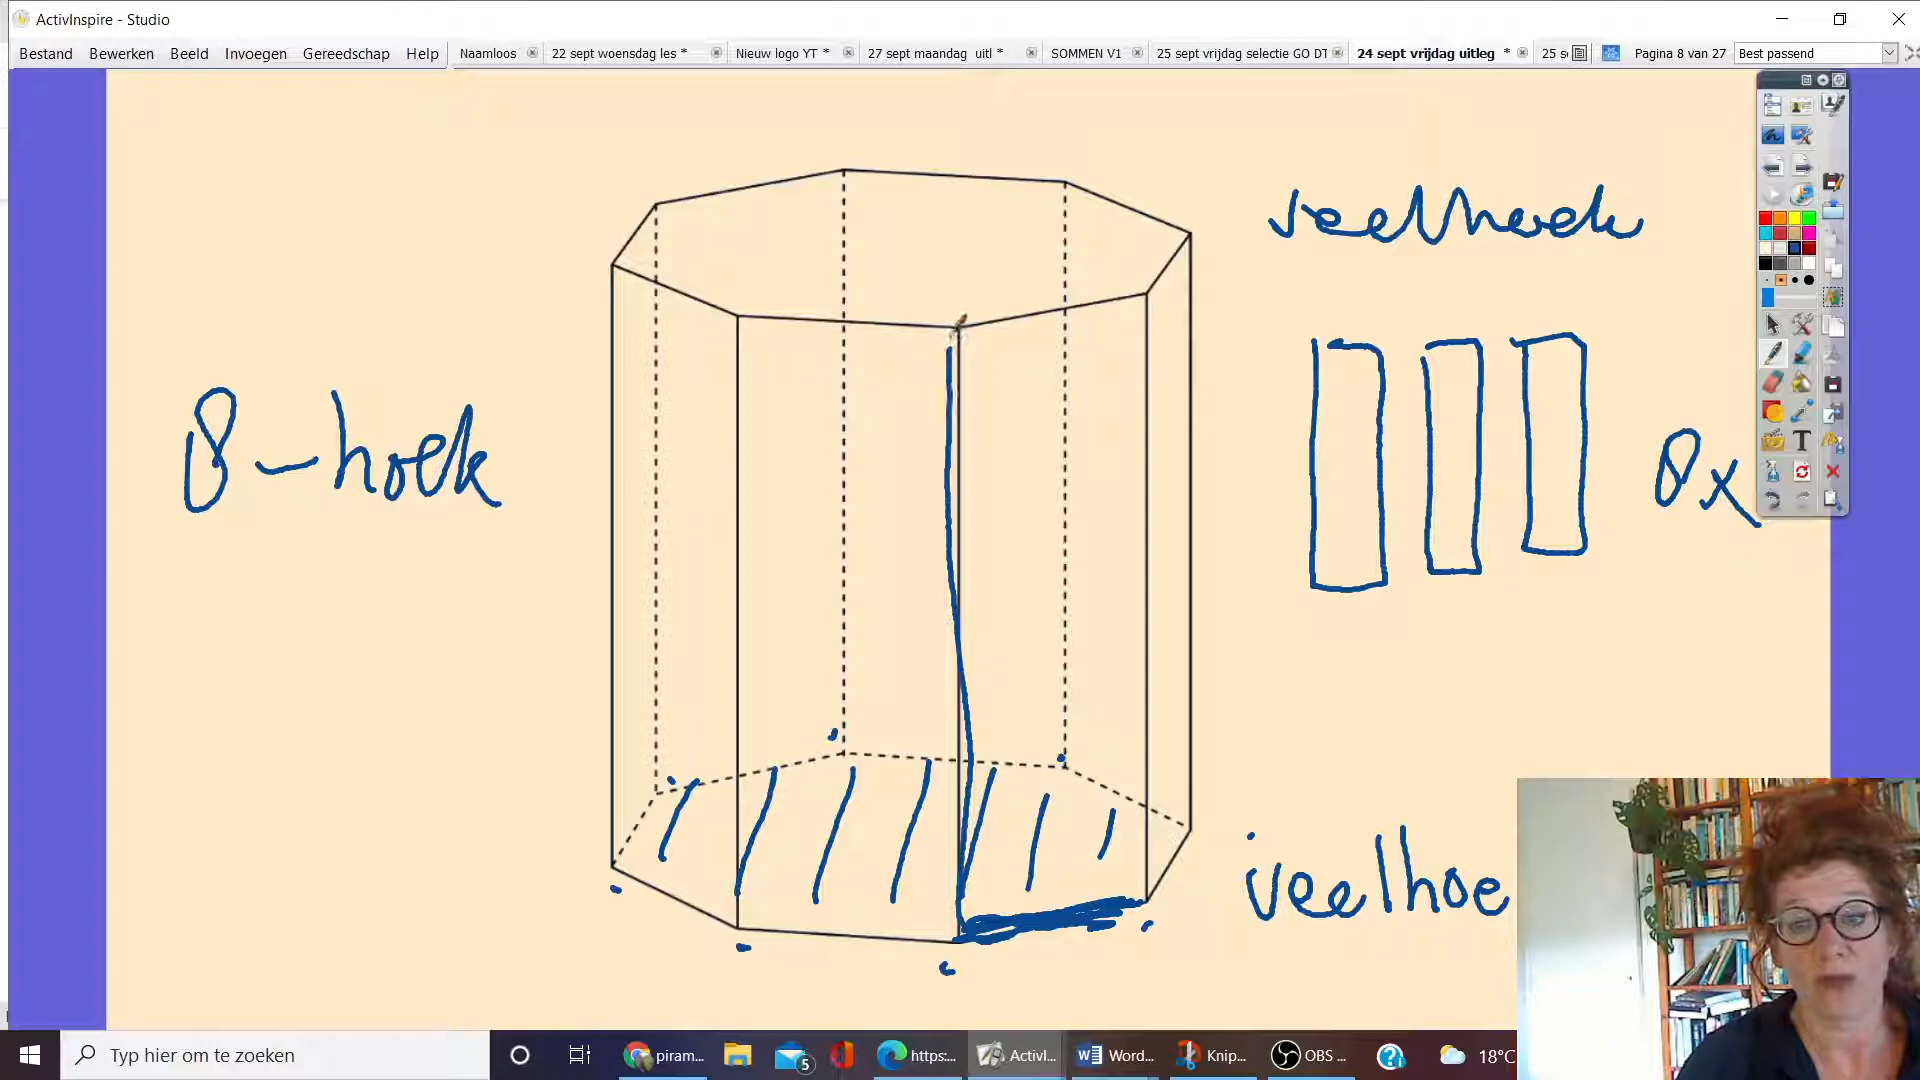 ActivInspire - Studio
Bestand Bewerken Beeld Invoegen Gereedschap Help
Naamloos 22 sept woensdag les * Nieuw logo YT * 27 sept maandag uitl * SOMMEN V1 25 sept vrijdag selectie GO DT 24 sept vrijdag uitleg * 25 s Pagina 8 van 27 Best passend
veelhoek
8-hoek
8x
T
veelhoe
Typ hier om te zoeken
piram... 5 https:... ActivI... Word... Knip... OBS ... 18°C